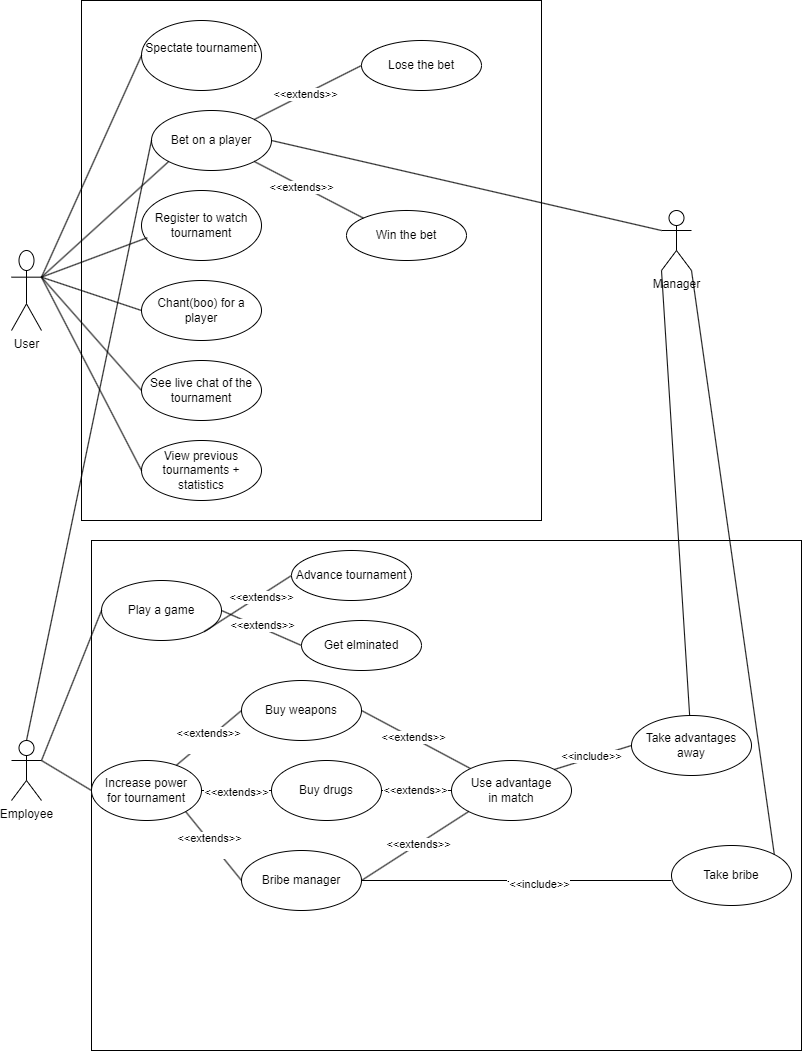 Spectate tournament
Lose the bet
<<extends>>
Bet on a player
<<extends>>
Register to watch
tournament
Win the bet
Manager
User
Chant(boo) for a
player
See live chat of the
tournament
View previous
tournaments +
statistics
Advance tournament
<<extends>>
Play a game
<<extends>>
Get elminated
Buy weapons
<<extends>>
<<extends>>
Take advantages
away
<<include>>
Employee
Increase power
for tournament
<<extends>>
Buy drugs
<<extends>>
Use advantage
in match
<<extends>>
<<extends>>
Bribe manager
<<include>>
Take bribe